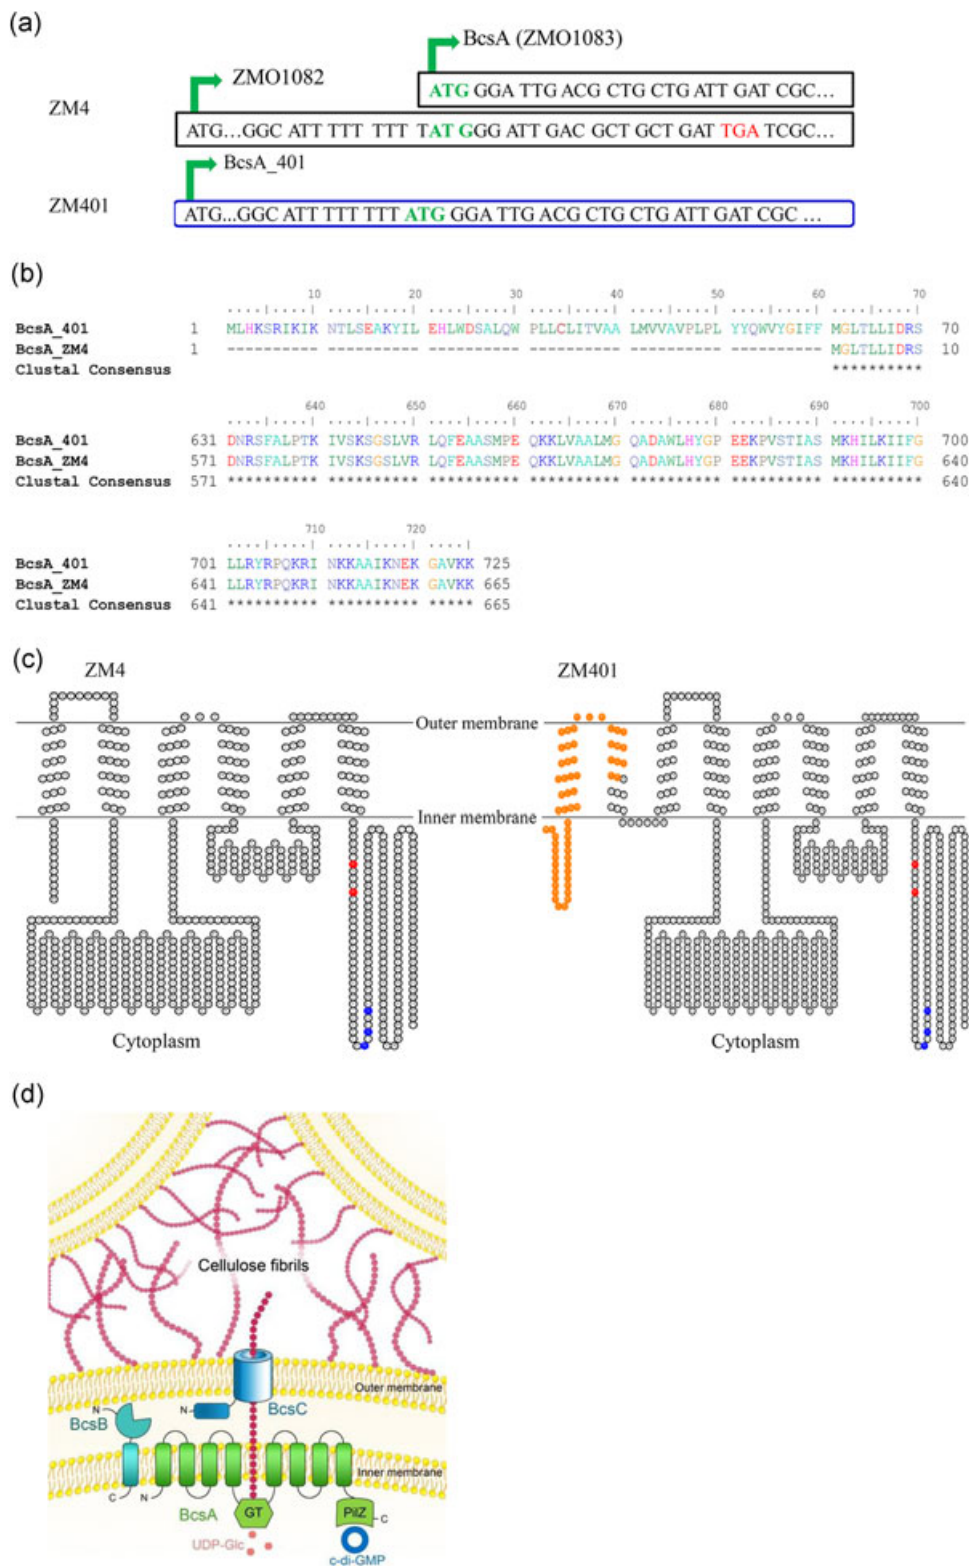 (a)
BcsA (ZMO1083)
ZMO1082
ATG GGA TTG ACG CTG CTG ATT GAT CGC...
ZM4
ATG...GGC ATT TTT TTT TATG GGG ATT GAC GCT GCT GAT TGA TCGC...
BcsA_401
ZM401
ATG...GGC ATT TTT TTT ATG GGA TTG ACG CTG CTG ATT GAT CGC ...
(b)
10 20 30 40 50 60 70
BcsA_401 1 MLHKSRIKIK NTLSEAKYIL EHLWDSALQW PLLCLITVAA LMVVAVPLPL YYQWVYGIFF MGLTLLIDRS 70
BcsA_ZM4 1 ---------- ---------- ---------- ---------- ---------- ---------- MGLTLLIDRS 10
Clustal Consensus **********
640 650 660 670 680 690 700
BcsA_401 631 DNRSFALPTK IVSKSGSLVR LQFEAASMPE QKKLVAALMG QADAWLHYGP EEKPVSTIAS MKHILKIIFG 700
BcsA_ZM4 571 DNRSFALPTK IVSKSGSLVR LQFEAASMPE QKKLVAALMG QADAWLHYGP EEKPVSTIAS MKHILKIIFG 640
Clustal Consensus 571 ********** ********** ********** ********** ********** ********** ********** 640
710 720
BcsA_401 701 LLRYRPQKRI NKKAAIKNEK GAVKK 725
BcsA_ZM4 641 LLRYRPQKRI NKKAAIKNEK GAVKK 665
Clustal Consensus 641 ********** ********** ***** 665
(c)
ZM4
ZM401
Outer membrane
Inner membrane
Cytoplasm
Cytoplasm
(d)
Cellulose fibrils
Outer membrane
N
BcsB
N
BcsC
Inner membrane
C
N
BcsA
GT
PilZ
C
UDP-Glc
c-di-GMP